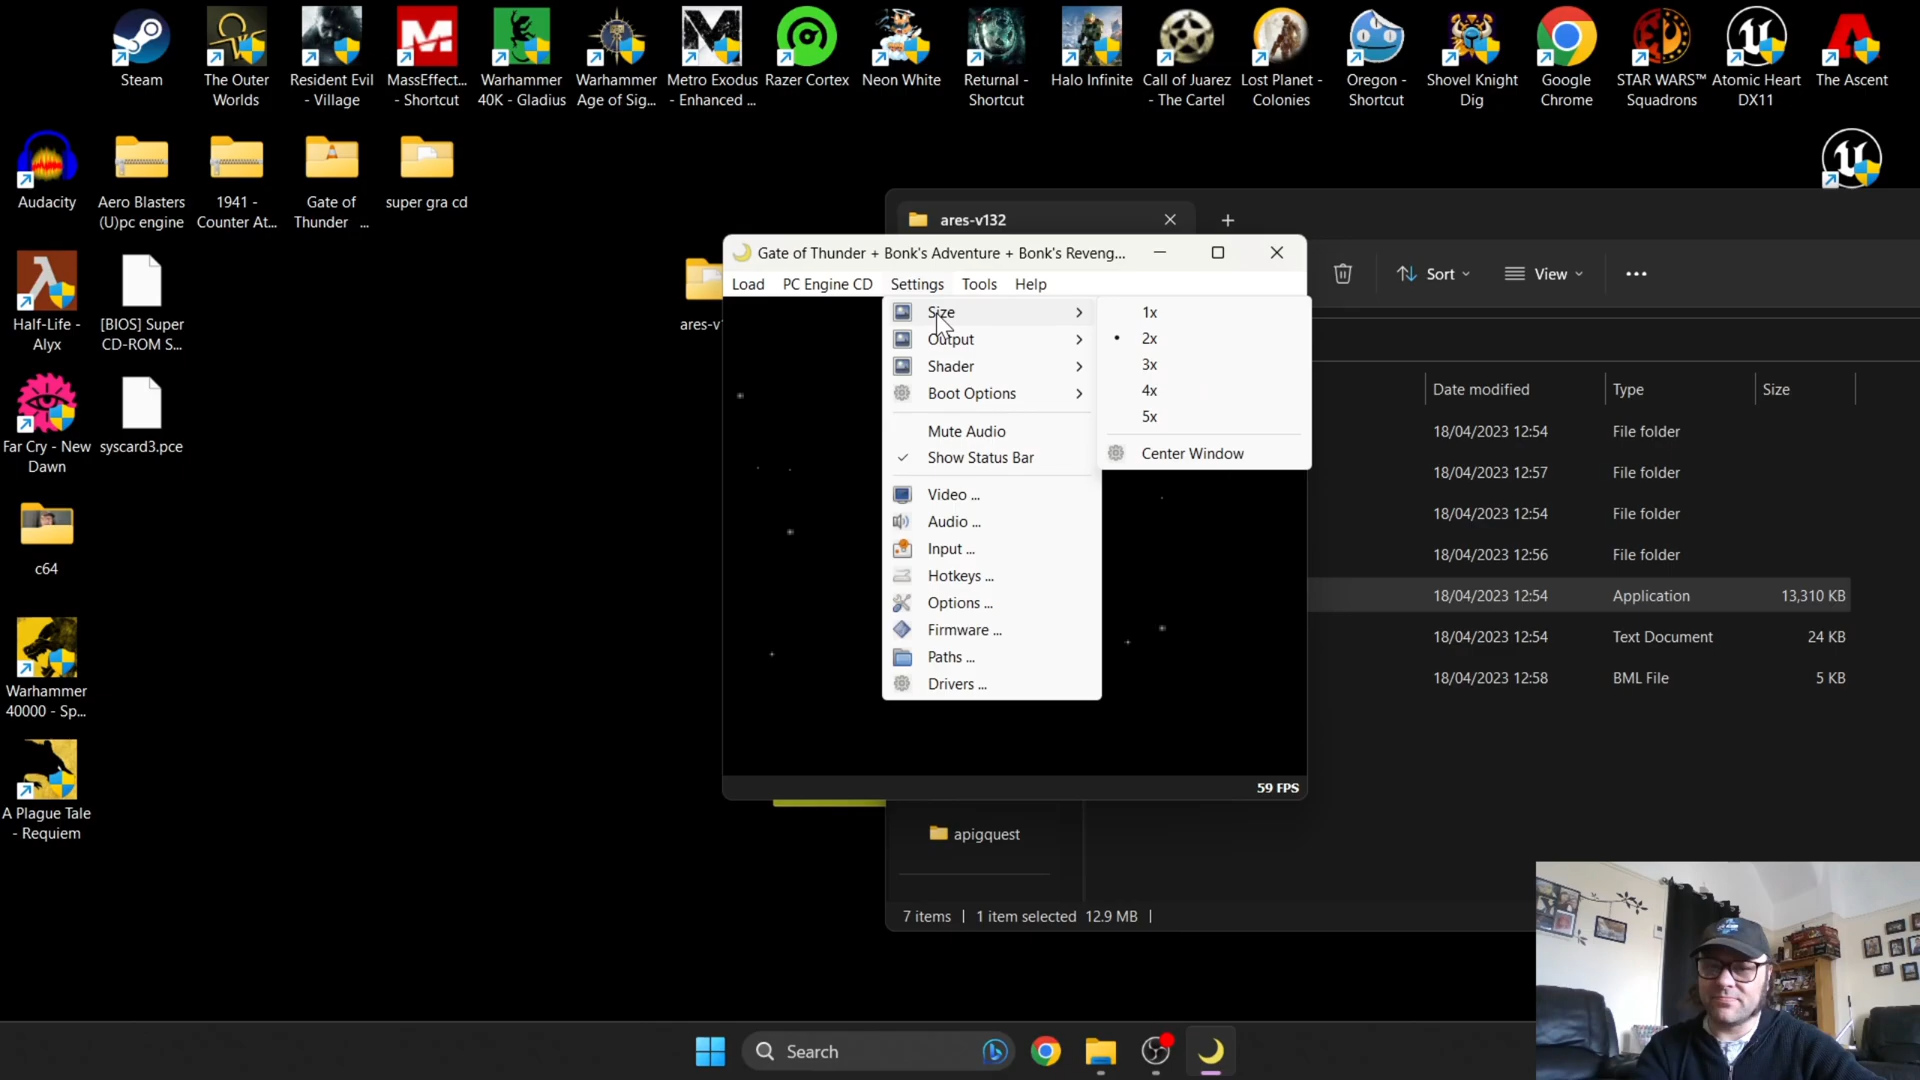 Steam
The Outer
Worlds
Resident Evil
- Village
MassEffect...
- Shortcut
Warhammer
40K - Gladius
Warhammer
Age of Sig...
Metro Exodus
- Enhanced ...
Razer Cortex
Neon White
Returnal -
Shortcut
Halo Infinite
Call of Juarez
- The Cartel
Lost Planet -
Colonies
Oregon -
Shortcut
Shovel Knight
Dig
Google
Chrome
STAR WARS™
Squadrons
Atomic Heart
DX11
The Ascent
Audacity
Aero Blasters
(U)pc engine
1941 -
Counter At...
Gate of
Thunder ...
super gra cd
Half-Life -
Alyx
[BIOS] Super
CD-ROM S...
Far Cry - New
Dawn
syscard3.pce
c64
Warhammer
40000 - Sp...
A Plague Tale
- Requiem
ares-v1
ares-v132
Sort
View
Gate of Thunder + Bonk's Adventure + Bonk's Reveng...
Load PC Engine CD Settings Tools Help
Size
Output
Shader
Boot Options
Mute Audio
Show Status Bar
Video ...
Audio ...
Input ...
Hotkeys ...
Options ...
Firmware ...
Paths ...
Drivers ...
1x
2x
3x
4x
5x
Center Window
59 FPS
Date modified Type Size
18/04/2023 12:54 File folder
18/04/2023 12:57 File folder
18/04/2023 12:54 File folder
18/04/2023 12:56 File folder
18/04/2023 12:54 Application 13,310 KB
18/04/2023 12:54 Text Document 24 KB
18/04/2023 12:58 BML File 5 KB
apigquest
7 items | 1 item selected 12.9 MB |
Search